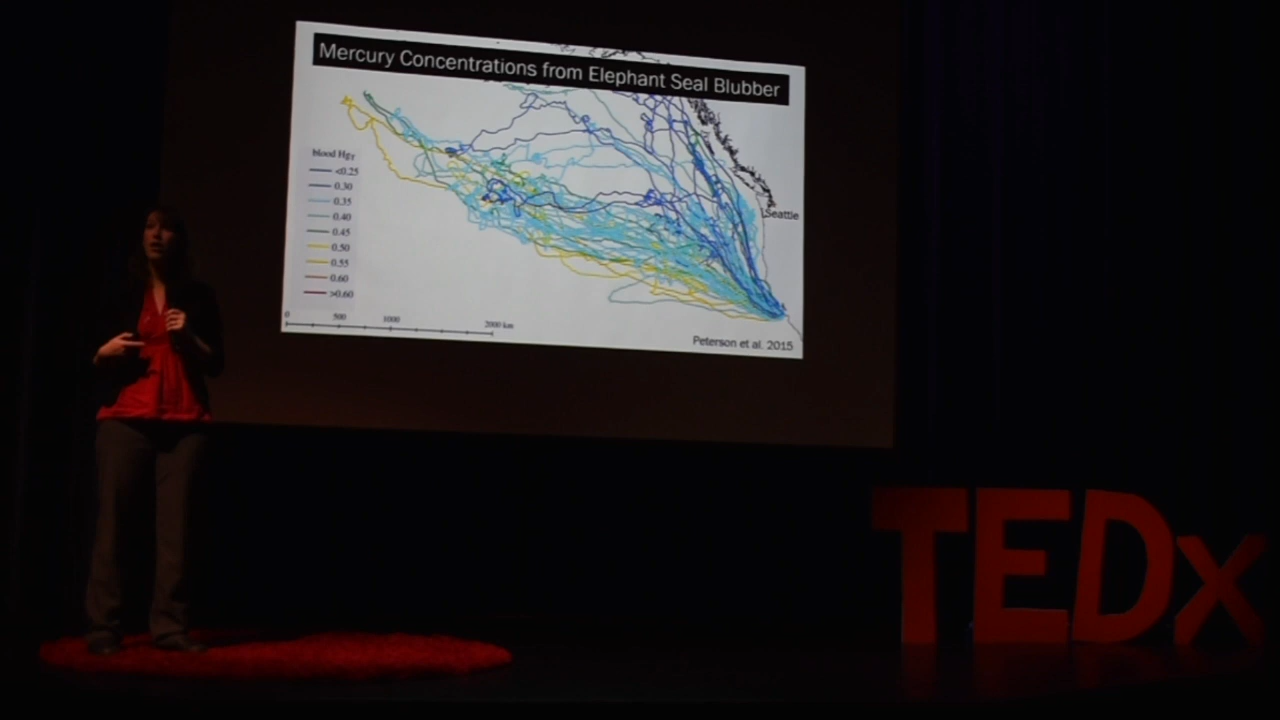 Mercury Concentrations from Elephant Seal Blubber
blood Hgγ
<0.25
0.30
0.35
0.40
0.45
0.50
0.55
0.60
>0.60
Seattle
0 500 1000 2000 km
Peterson et al. 2015
TEDx